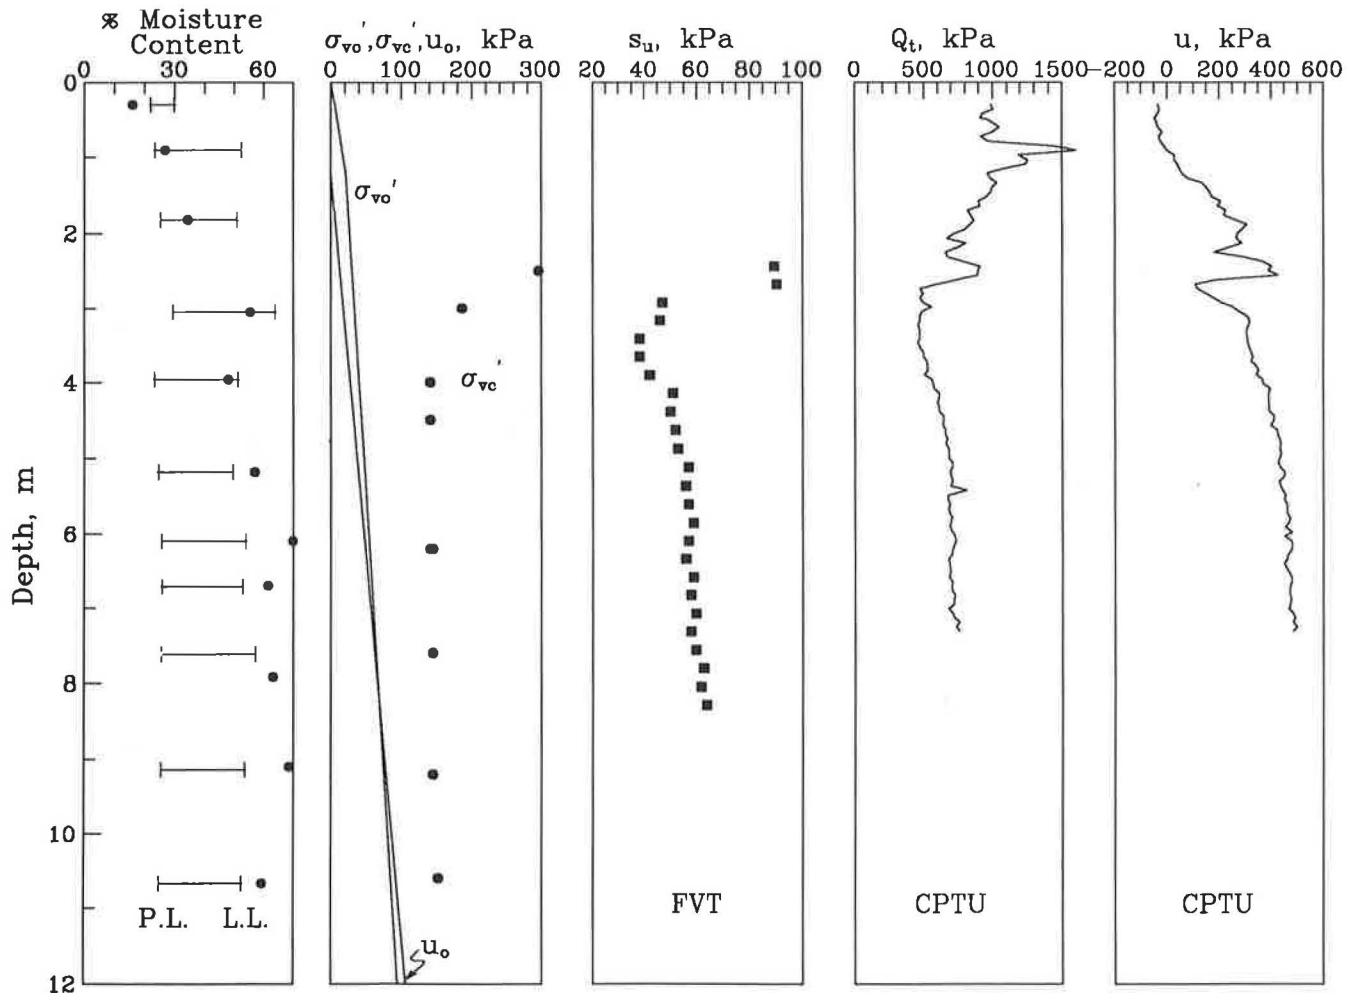 % Moisture Content
σvo',σvc',uo, kPa
su, kPa
Qt, kPa
u, kPa
0 30 60
0 100 200 300
20 40 60 80 100
0 500 1000 1500
-200 0 200 400 600
Depth, m
0
2
4
6
8
10
12
σvo'
σvc'
P.L. L.L.
uo
FVT
CPTU
CPTU